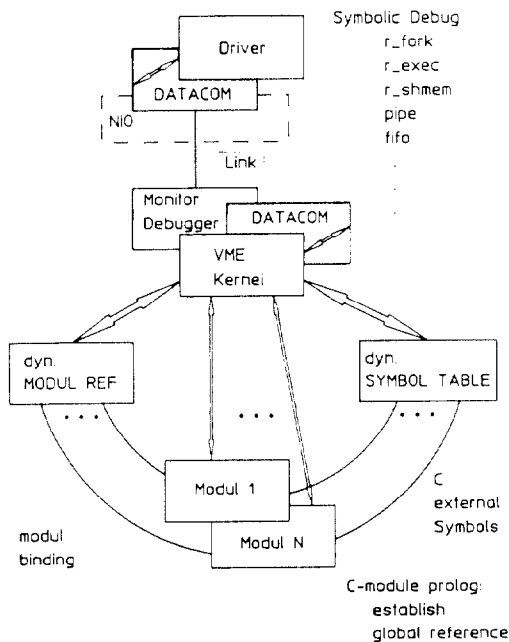 Symbolic Debug
r_fork
r_exec
r_shmem
pipe
fifo
Driver
DATACOM
NIO
Link
Monitor
Debugger
DATACOM
VME
Kernel
dyn.
MODUL REF
dyn.
SYMBOL TABLE
Modul 1
Modul N
modul
binding
C
external
Symbols
C-module prolog:
establish
global reference